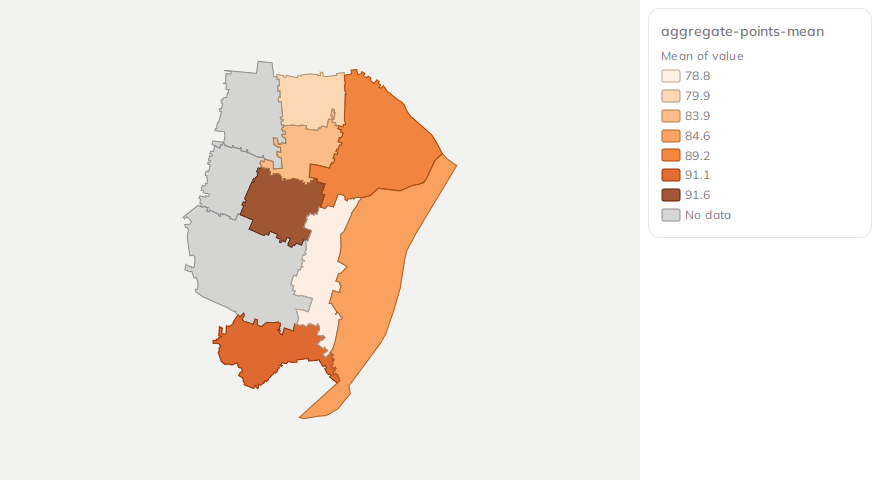 aggregate-points-mean
Mean of value
78.8
79.9
83.9
84.6
89.2
91.1
91.6
No data